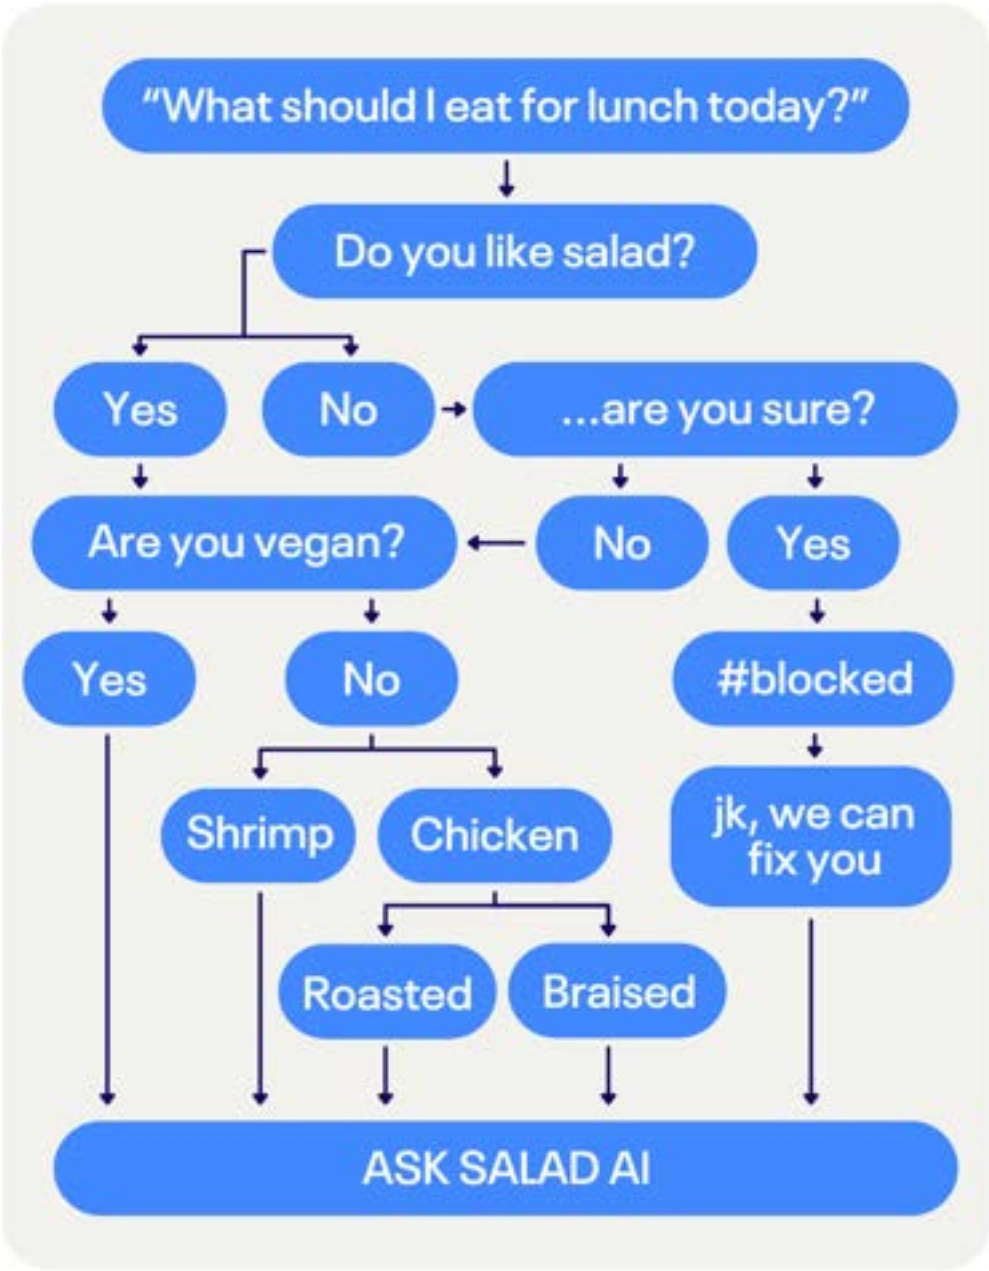 “What should I eat for lunch today?”
Do you like salad?
Yes
No
...are you sure?
Are you vegan?
No
Yes
Yes
No
#blocked
Shrimp
Chicken
jk, we can
fix you
Roasted
Braised
ASK SALAD AI